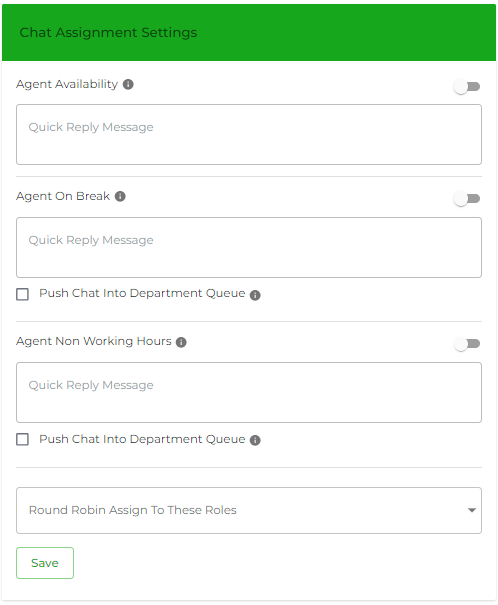 Chat Assignment Settings
Agent Availability
Quick Reply Message
Agent On Break
Quick Reply Message
Push Chat Into Department Queue
Agent Non Working Hours
Quick Reply Message
Push Chat Into Department Queue
Round Robin Assign To These Roles
Save